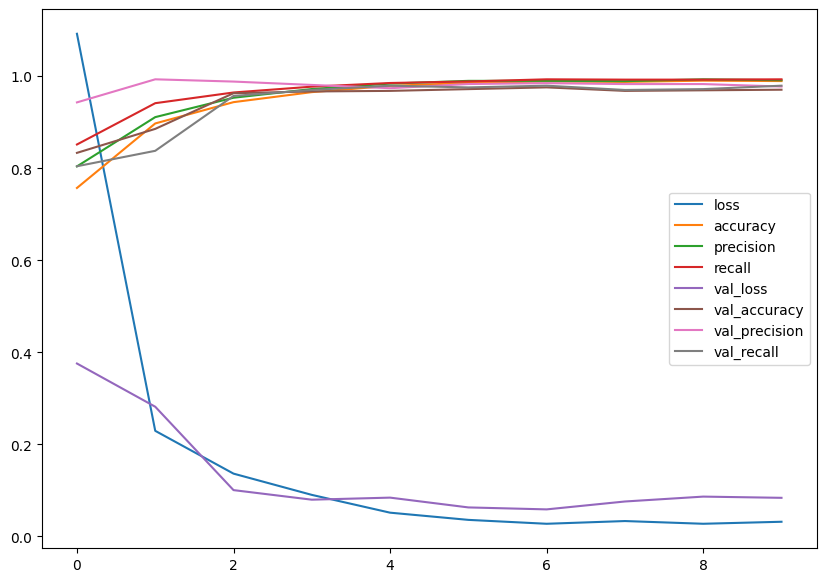 1.0
0.8
0.6
0.4
0.2
0.0
0 2 4 6 8
loss
accuracy
precision
recall
val_loss
val_accuracy
val_precision
val_recall